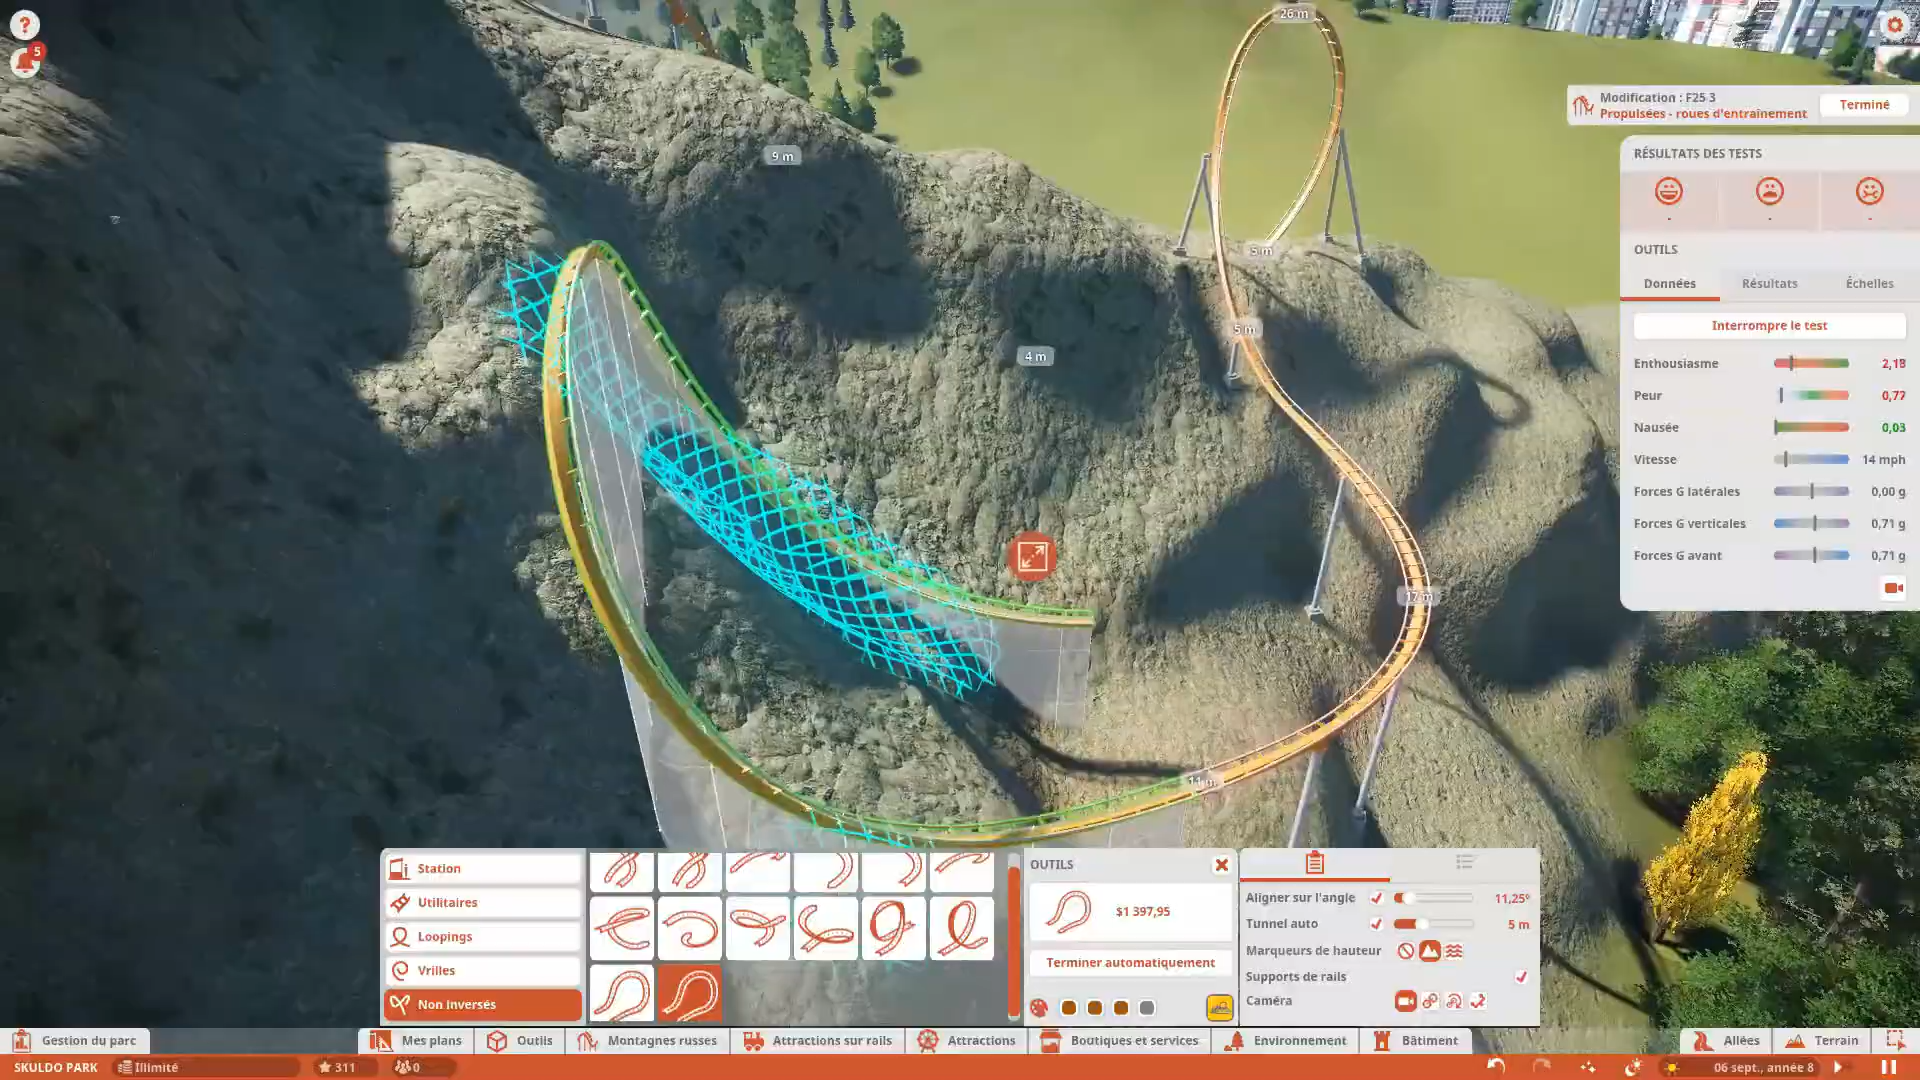 26 m
5
Modification : F25 3
Propulsées - roues d'entraînement
Terminé
9 m
RÉSULTATS DES TESTS
-
-
-
5 m
OUTILS
Données
Résultats
Échelles
5 m
Interrompre le test
4 m
Enthousiasme
2,18
Peur
0,77
Nausée
0,03
Vitesse
14 mph
Forces G latérales
0,00 g
Forces G verticales
0,71 g
Forces G avant
0,71 g
17 m
11 m
Station
Utilitaires
Loopings
Vrilles
Non inversés
OUTILS
$1 397,95
Terminer automatiquement
Aligner sur l'angle
11,25°
Tunnel auto
5 m
Marqueurs de hauteur
Supports de rails
Caméra
Gestion du parc
Mes plans
Outils
Montagnes russes
Attractions sur rails
Attractions
Boutiques et services
Environnement
Bâtiment
Allées
Terrain
SKULDO PARK
Illimité
311
0
06 sept., année 8